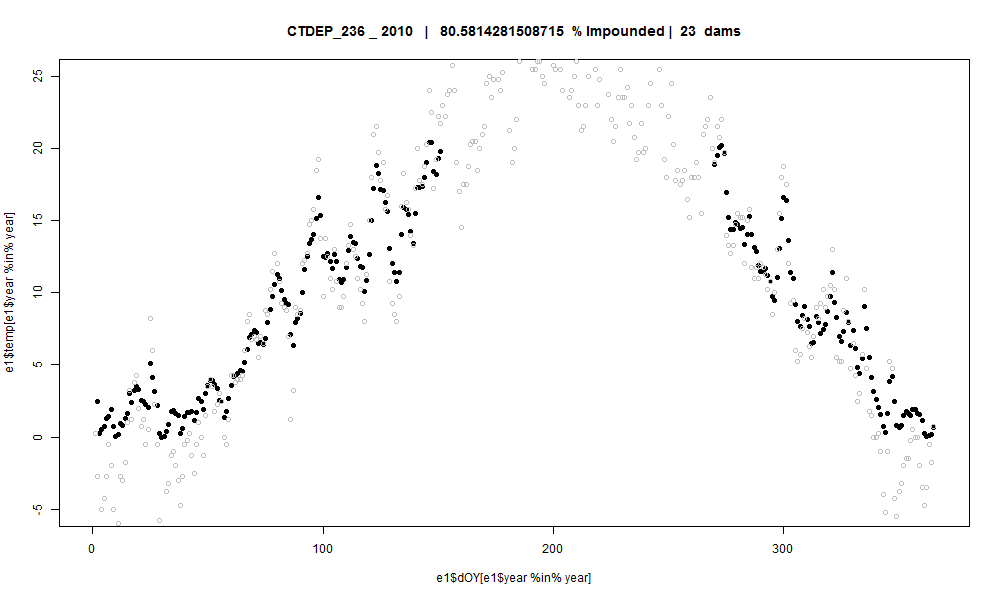 CTDEP_236 _ 2010 | 80.5814281508715 % Impounded | 23 dams
e1$temp[e1$year %in% year]
25
20
15
10
5
0
-5
0 100 200 300
e1$dOY[e1$year %in% year]